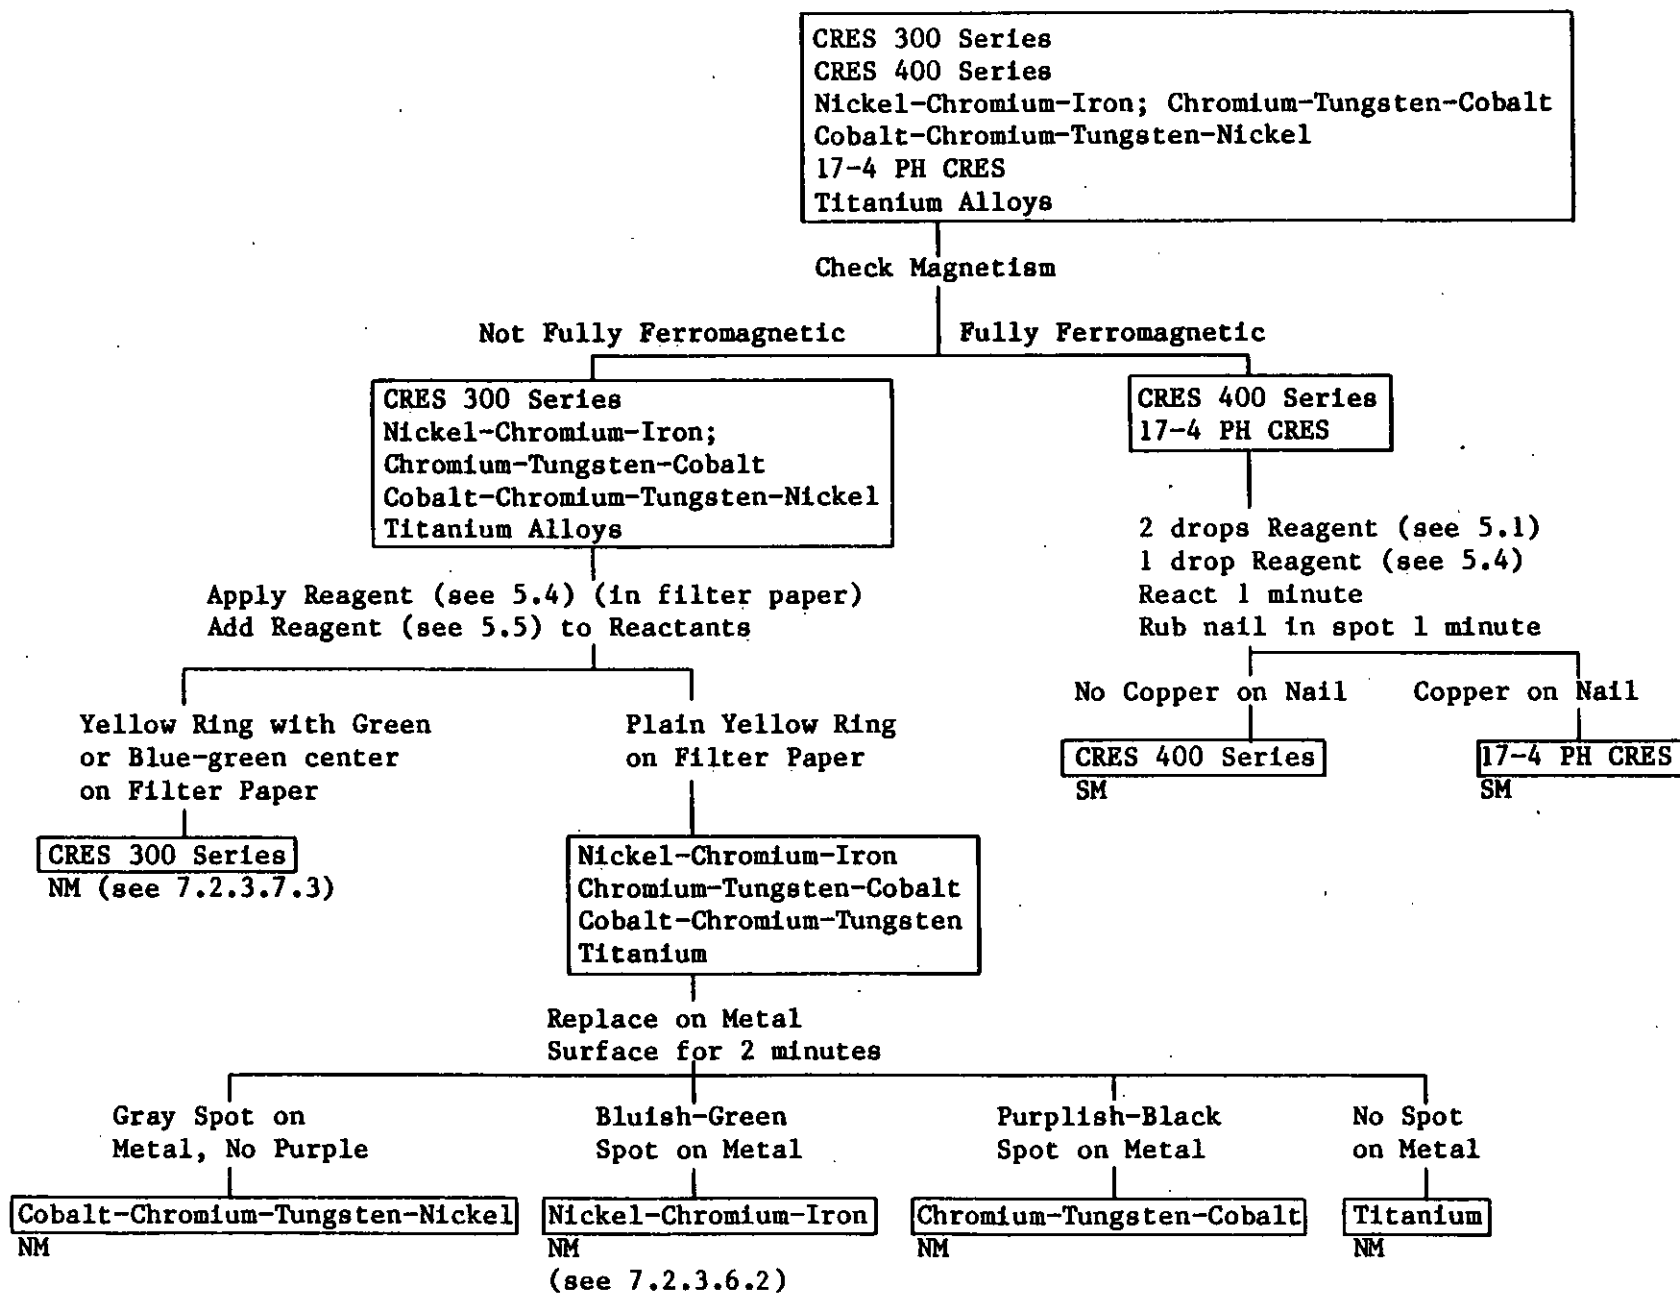 CRES 300 Series
CRES 400 Series
Nickel-Chromium-Iron; Chromium-Tungsten-Cobalt
Cobalt-Chromium-Tungsten-Nickel
17-4 PH CRES
Titanium Alloys
Check Magnetism
Not Fully Ferromagnetic
Fully Ferromagnetic
CRES 300 Series
Nickel-Chromium-Iron;
Chromium-Tungsten-Cobalt
Cobalt-Chromium-Tungsten-Nickel
Titanium Alloys
CRES 400 Series
17-4 PH CRES
Apply Reagent (see 5.4) (in filter paper)
Add Reagent (see 5.5) to Reactants
2 drops Reagent (see 5.1)
1 drop Reagent (see 5.4)
React 1 minute
Rub nail in spot 1 minute
Yellow Ring with Green
or Blue-green center
on Filter Paper
Plain Yellow Ring
on Filter Paper
No Copper on Nail
Copper on Nail
CRES 400 Series
SM
17-4 PH CRES
SM
CRES 300 Series
NM (see 7.2.3.7.3)
Nickel-Chromium-Iron
Chromium-Tungsten-Cobalt
Cobalt-Chromium-Tungsten
Titanium
Replace on Metal
Surface for 2 minutes
Gray Spot on
Metal, No Purple
Bluish-Green
Spot on Metal
Purplish-Black
Spot on Metal
No Spot
on Metal
Cobalt-Chromium-Tungsten-Nickel
NM
Nickel-Chromium-Iron
NM
(see 7.2.3.6.2)
Chromium-Tungsten-Cobalt
NM
Titanium
NM